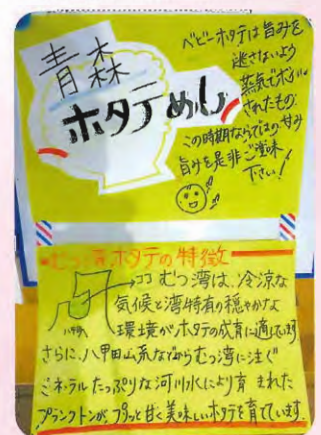 青森
ホタテめし
ベビーホタテは旨みを
逃さないよう
蒸気でボイル
されたもの。
この時期ならではの甘み
旨みを是非ご賞味
下さい！
むつ湾ホタテの特徴
ココ むつ湾は、冷涼な
気候と湾特有の穏やかな
環境がホタテの成育に適しています
さらに、八甲田山系などからむつ湾に注ぐ
ミネラルたっぷりな河川水により育まれた
プランクトンが、プリッと甘く美味しいホタテを育てています。